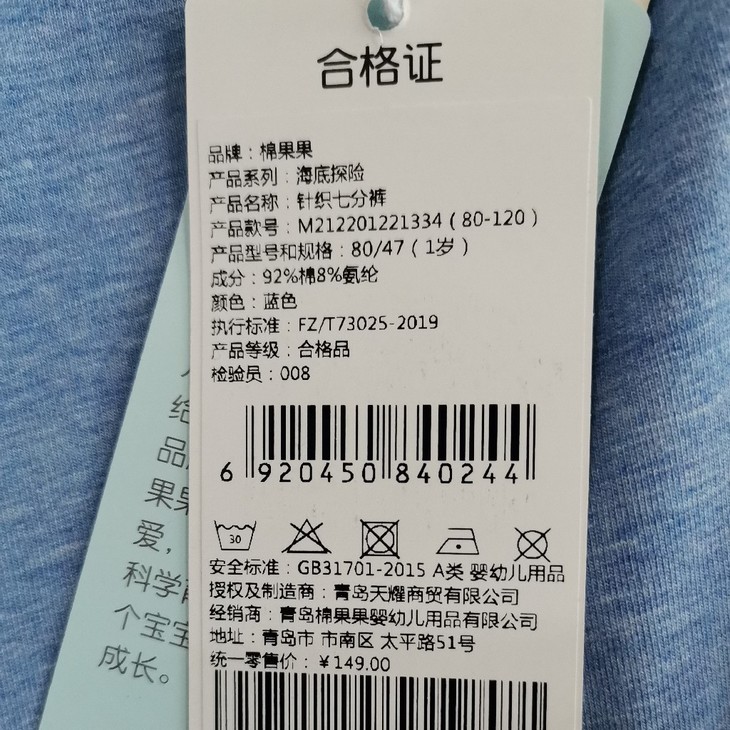 合格证
品牌：棉果果
产品系列：海底探险
产品名称：针织七分裤
产品款号：M212201221334（80-120）
产品型号和规格：80/47（1岁）
成分：92%棉8%氨纶
颜色：蓝色
执行标准：FZ/T73025-2019
产品等级：合格品
检验员：008
6 920450 840244
30
安全标准：GB31701-2015 A类 婴幼儿用品
授权及制造商：青岛天耀商贸有限公司
经销商：青岛棉果果婴幼儿用品有限公司
地址：青岛市 市南区 太平路51号
统一零售价：￥149.00
给
品
果果
爱，
科学
个宝宝
成长。